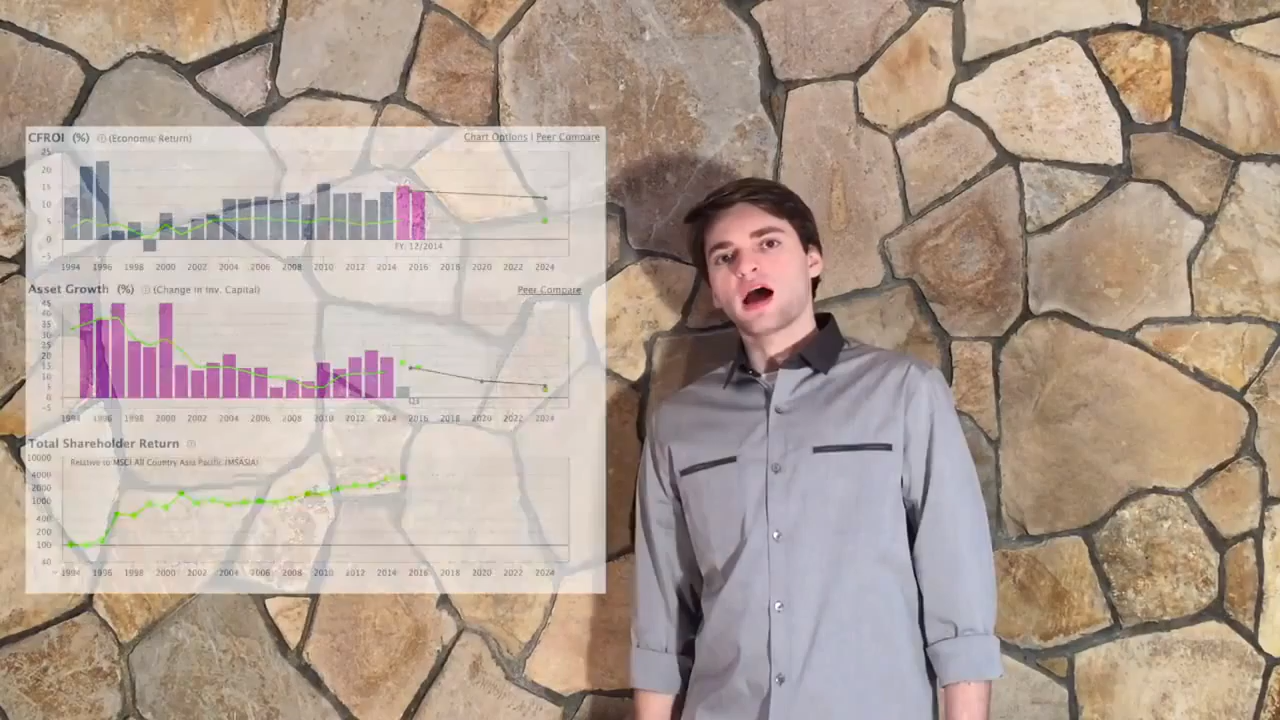 CFROI (%) ⓘ (Economic Return) Chart Options | Peer Compare
25
20
15
10
5
0
-5
FY: 12/2014
1994 1996 1998 2000 2002 2004 2006 2008 2010 2012 2014 2016 2018 2020 2022 2024
Asset Growth (%) ⓘ (Change in Inv. Capital) Peer Compare
45
40
35
30
25
20
15
10
5
0
-5
Q3
1994 1996 1998 2000 2002 2004 2006 2008 2010 2012 2014 2016 2018 2020 2022 2024
Total Shareholder Return ⓘ
10000
Relative to MSCI All Country Asia Pacific (MSASIA)
4000
2000
1000
400
200
100
40
1994 1996 1998 2000 2002 2004 2006 2008 2010 2012 2014 2016 2018 2020 2022 2024